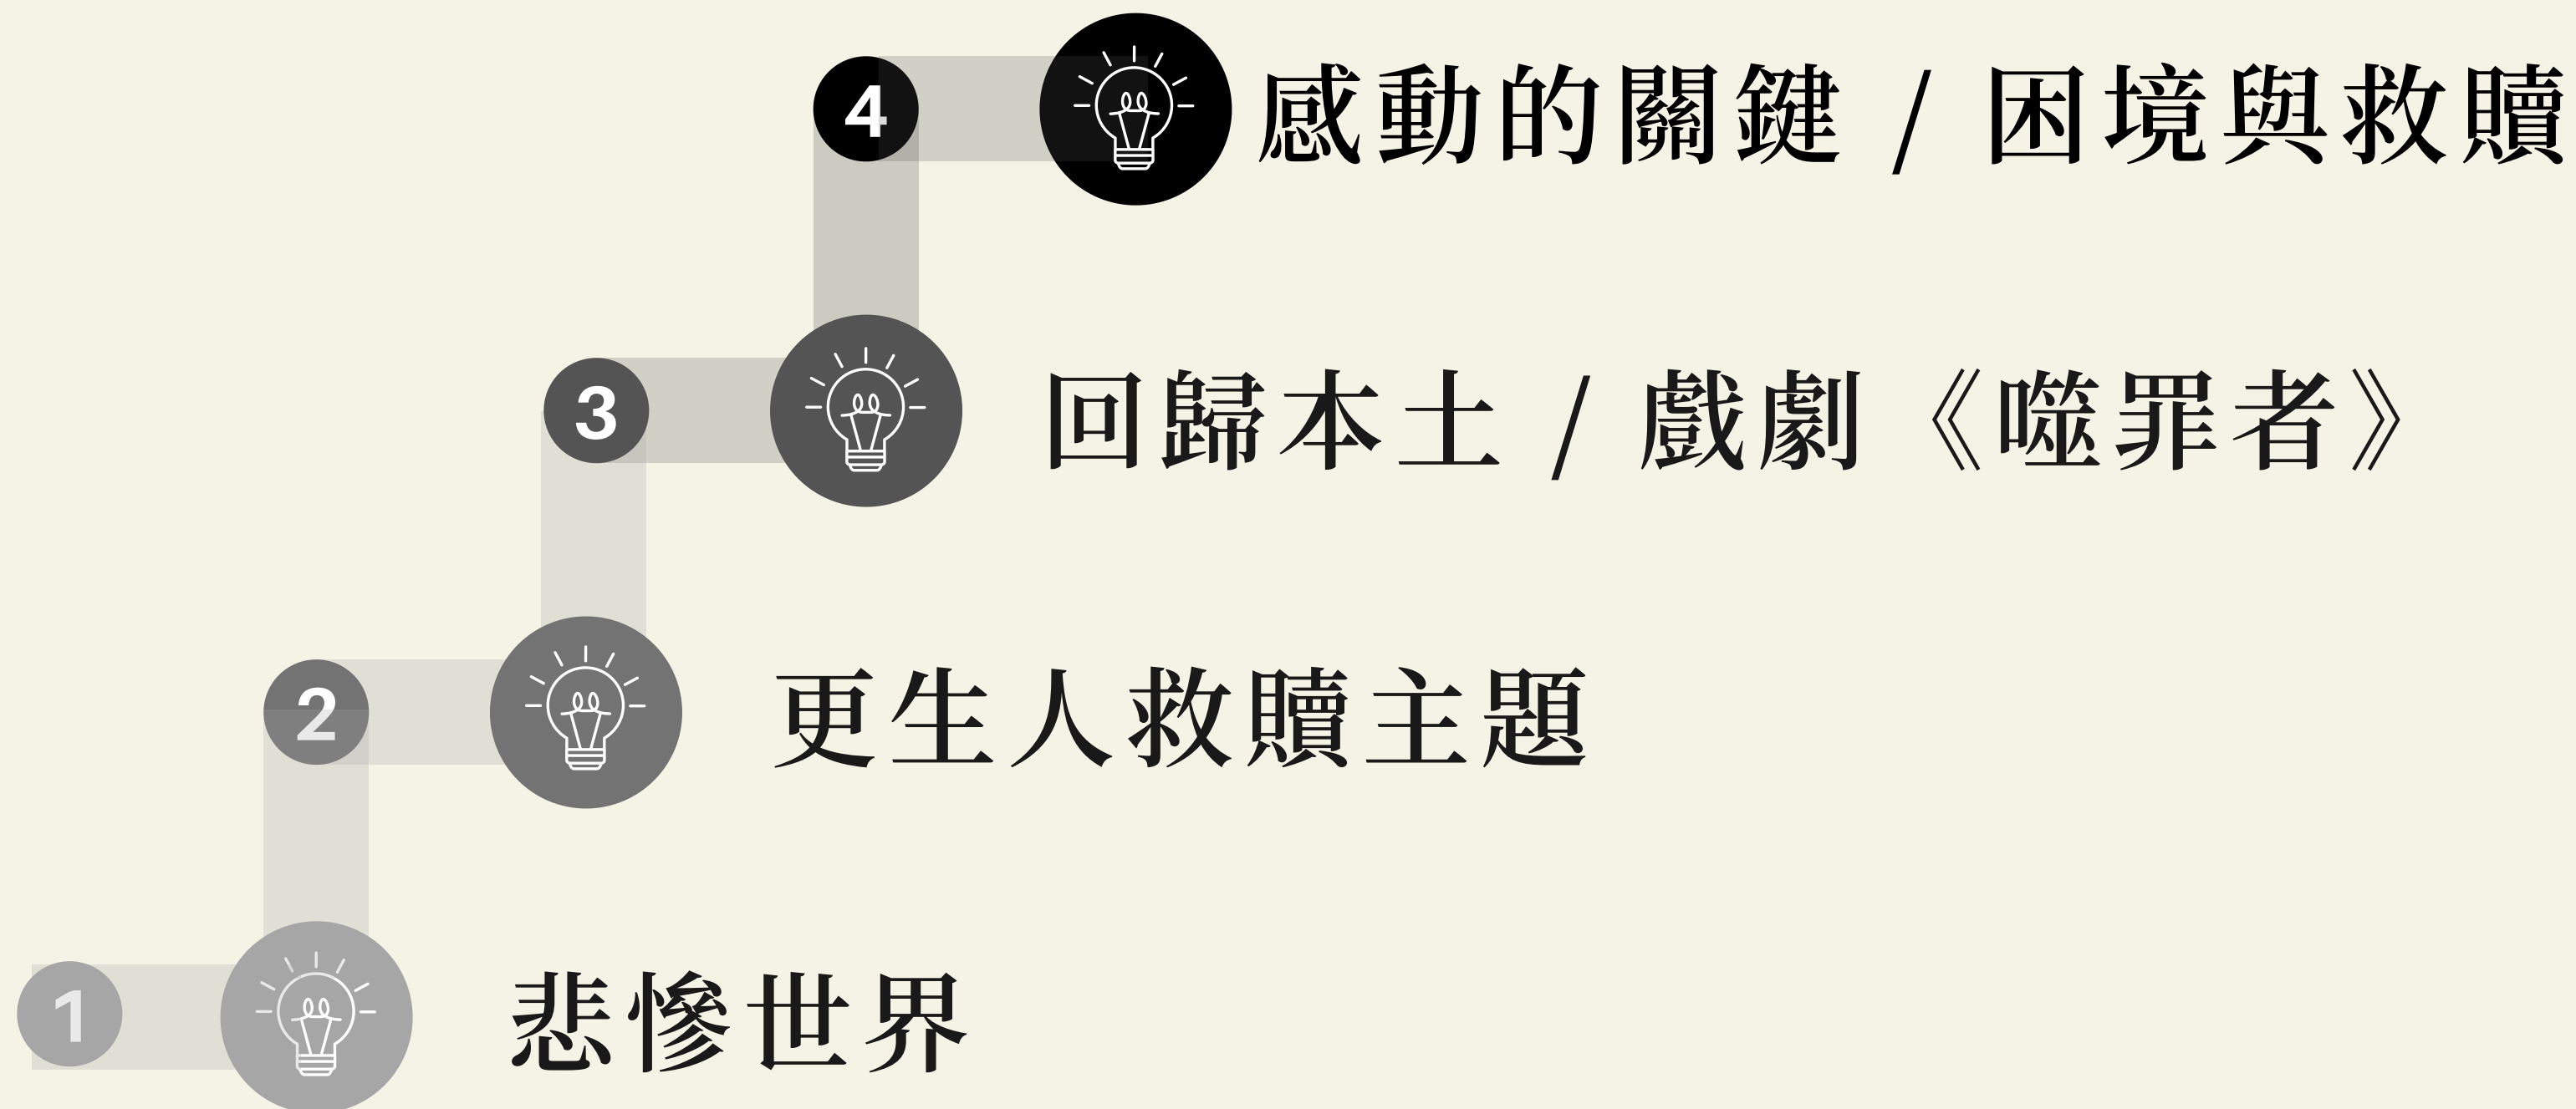 4 感動的關鍵 / 困境與救贖
3 回歸本土 / 戲劇《噬罪者》
2 更生人救贖主題
1 悲慘世界